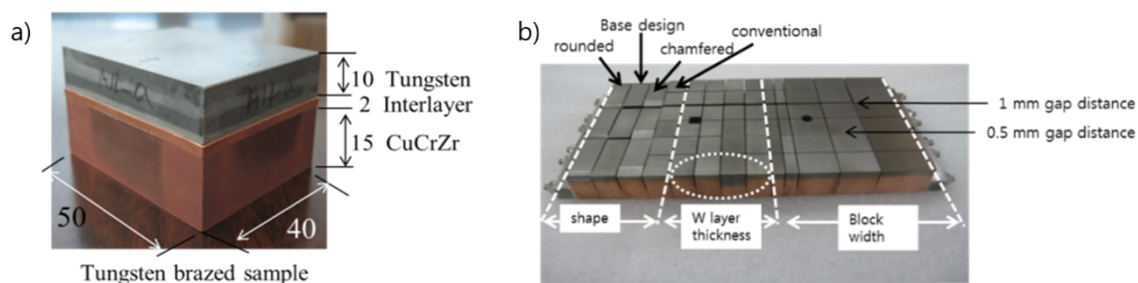 a)
10 Tungsten
2 Interlayer
15 CuCrZr
50
40
Tungsten brazed sample
b)
Base design
rounded
chamfered
conventional
1 mm gap distance
0.5 mm gap distance
shape
W layer
thickness
Block
width